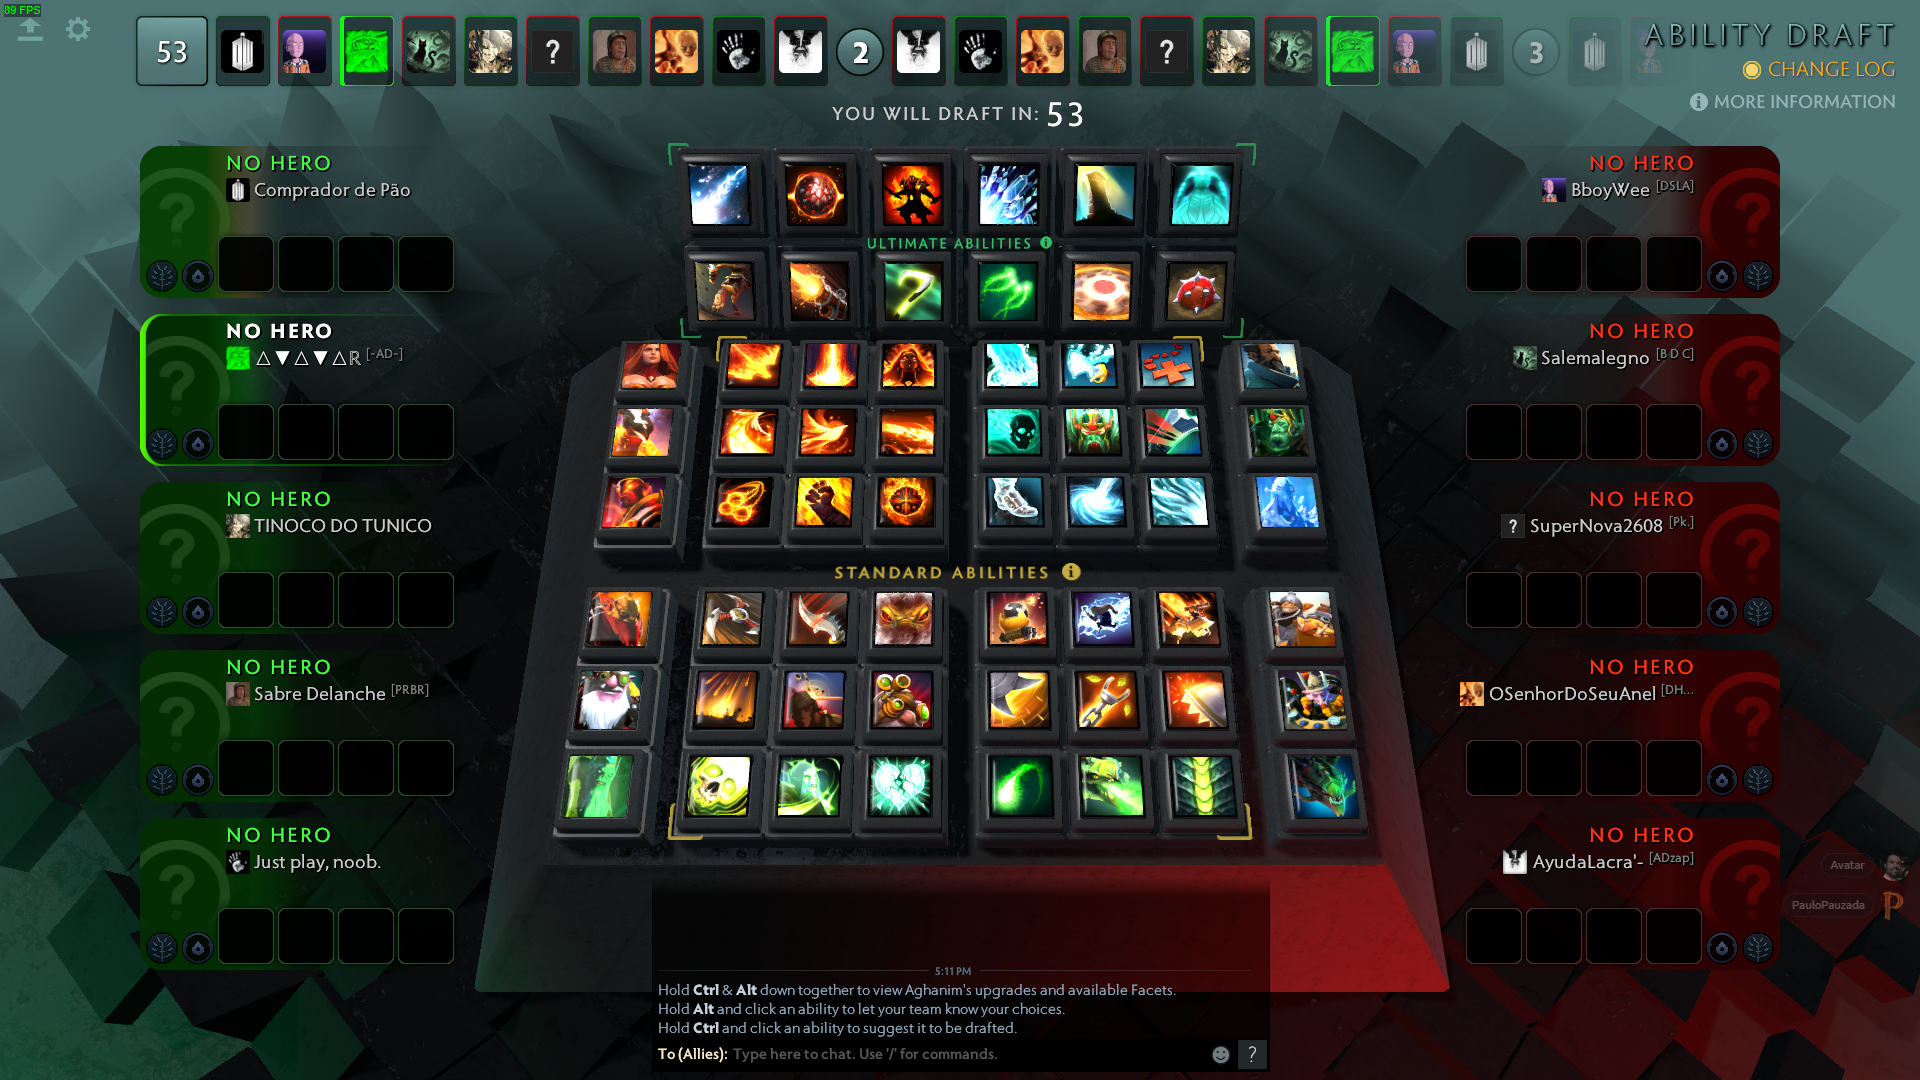 89 FPS
53
2
3
ABILITY DRAFT
CHANGE LOG
MORE INFORMATION
YOU WILL DRAFT IN: 53
NO HERO
Comprador de Pão
NO HERO
△▼△▼△ℝ [-AD-]
NO HERO
TINOCO DO TUNICO
NO HERO
Sabre Delanche [PRBR]
NO HERO
Just play, noob.
ULTIMATE ABILITIES
STANDARD ABILITIES
NO HERO
BboyWee [DSLA]
NO HERO
Salemalegno [B D C]
NO HERO
SuperNova2608 [Pk.]
NO HERO
OSenhorDoSeuAnel [DH...
NO HERO
AyudaLacra'- [ADzap]
Avatar
PauloPauzada
5:11 PM
Hold Ctrl & Alt down together to view Aghanim's upgrades and available Facets.
Hold Alt and click an ability to let your team know your choices.
Hold Ctrl and click an ability to suggest it to be drafted.
To (Allies): Type here to chat. Use '/' for commands.
?